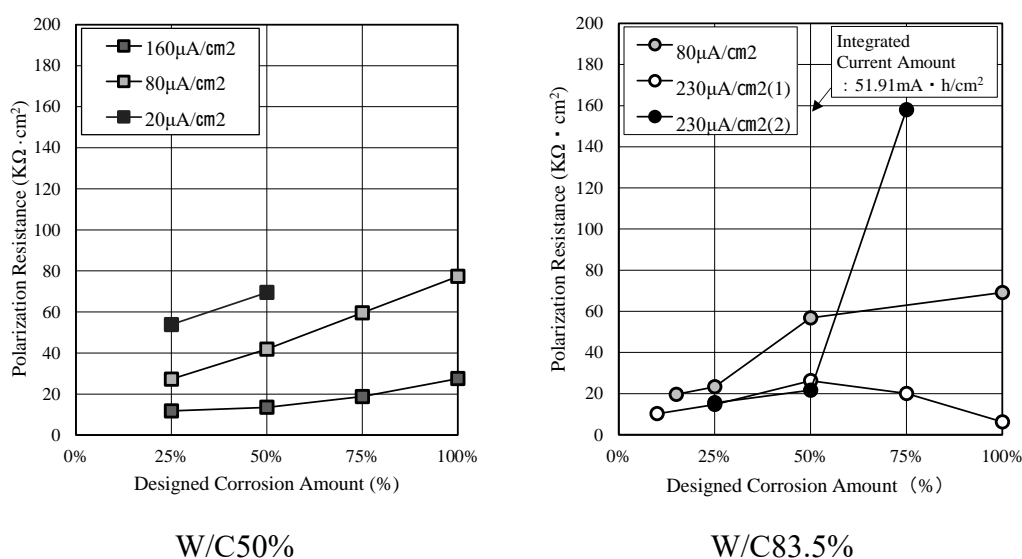 200
180
160
140
120
100
80
60
40
20
0
Polarization Resistance (KΩ·cm²)
160μA/㎝2
80μA/㎝2
20μA/㎝2
0% 25% 50% 75% 100%
Designed Corrosion Amount (%)
W/C50%
200
180
160
140
120
100
80
60
40
20
0
Polarization Resistance (KΩ・cm²)
80μA/㎝2
230μA/㎝2(1)
230μA/㎝2(2)
Integrated
Current Amount
：51.91mA・h/cm²
0% 25% 50% 75% 100%
Designed Corrosion Amount（%）
W/C83.5%